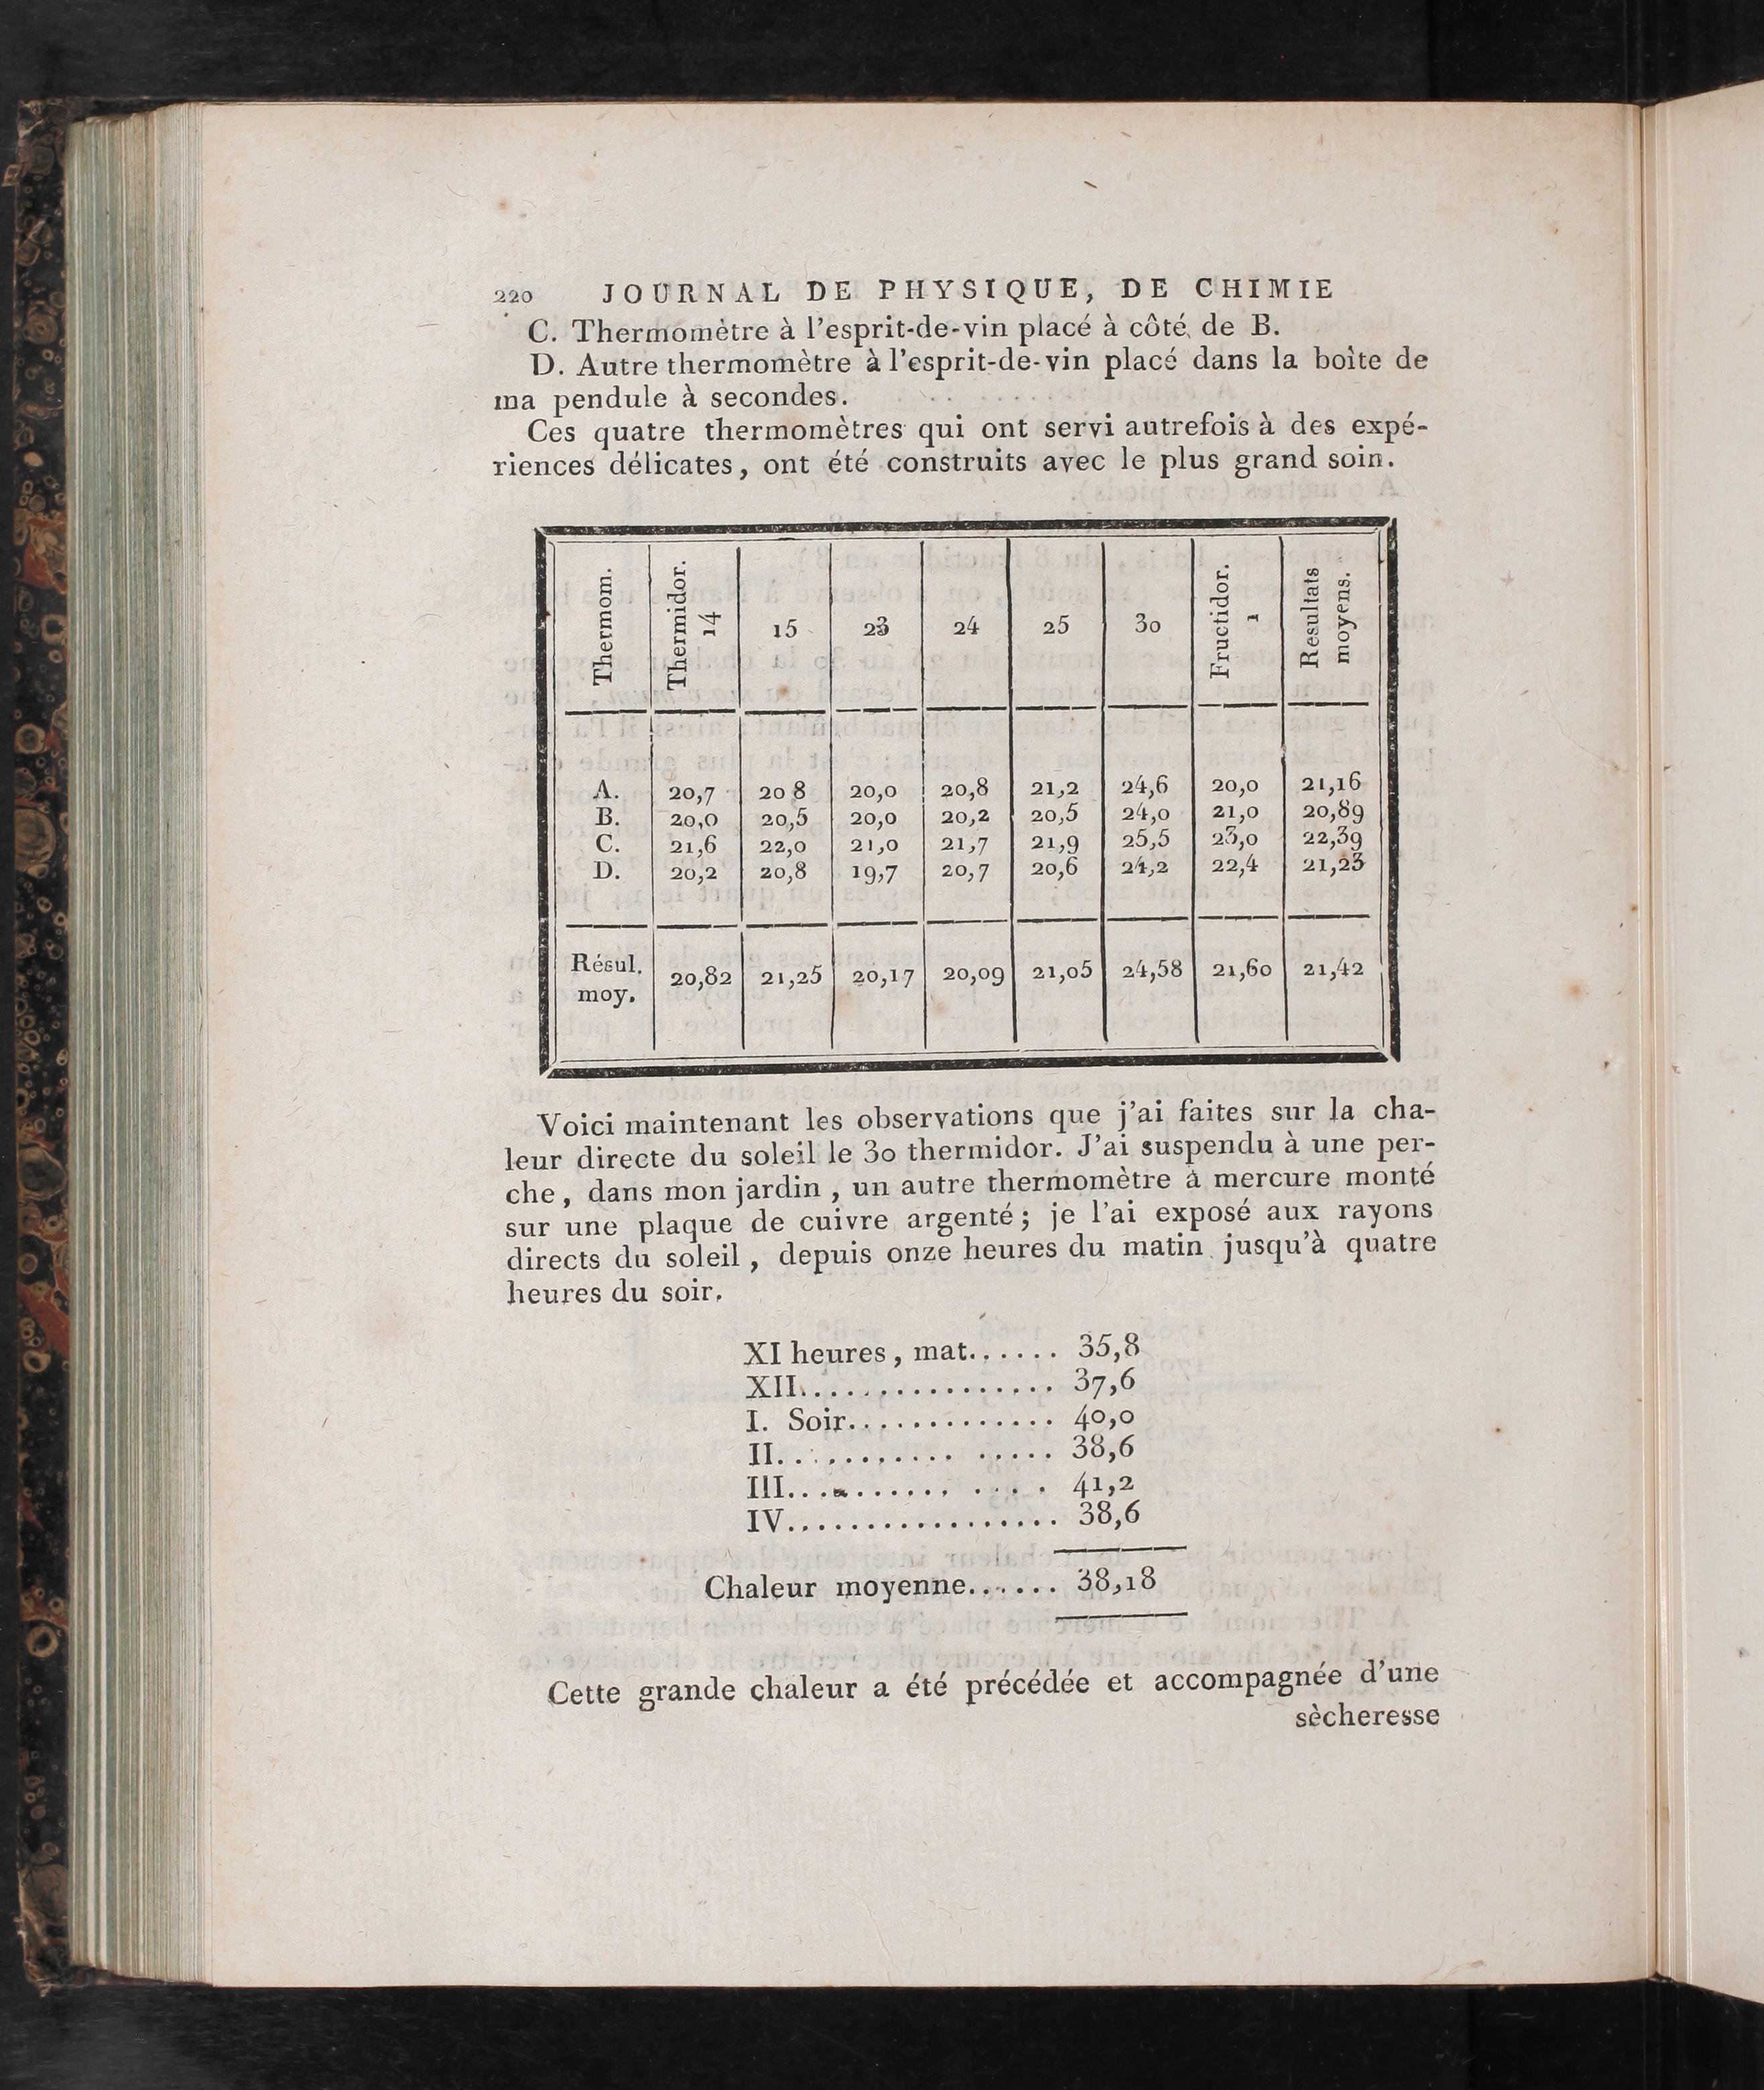 220 JOURNAL DE PHYSIQUE, DE CHIMIE
C. Thermomètre à l'esprit-de-vin placé à côté de B.
D. Autre thermomètre à l'esprit-de-vin placé dans la boîte de
ma pendule à secondes.
Ces quatre thermomètres qui ont servi autrefois à des expé-
riences délicates, ont été construits avec le plus grand soin.
Thermom. Thermidor. 14 15 23 24 25 30 Fructidor. 1 Resultats moyens.
A. 20,7 20 8 20,0 20,8 21,2 24,6 20,0 21,16
B. 20,0 20,5 20,0 20,2 20,5 24,0 21,0 20,89
C. 21,6 22,0 21,0 21,7 21,9 25,5 23,0 22,39
D. 20,2 20,8 19,7 20,7 20,6 24,2 22,4 21,23
Résul. moy. 20,82 21,25 20,17 20,09 21,05 24,58 21,60 21,42
Voici maintenant les observations que j'ai faites sur la cha-
leur directe du soleil le 30 thermidor. J'ai suspendu à une per-
che, dans mon jardin, un autre thermomètre à mercure monté
sur une plaque de cuivre argenté; je l'ai exposé aux rayons
directs du soleil, depuis onze heures du matin jusqu'à quatre
heures du soir.
XI heures, mat...... 35,8
XII................ 37,6
I. Soir............. 40,0
II................ 38,6
III............... 41,2
IV................. 38,6
Chaleur moyenne...... 38,18
Cette grande chaleur a été précédée et accompagnée d'une
sècheresse